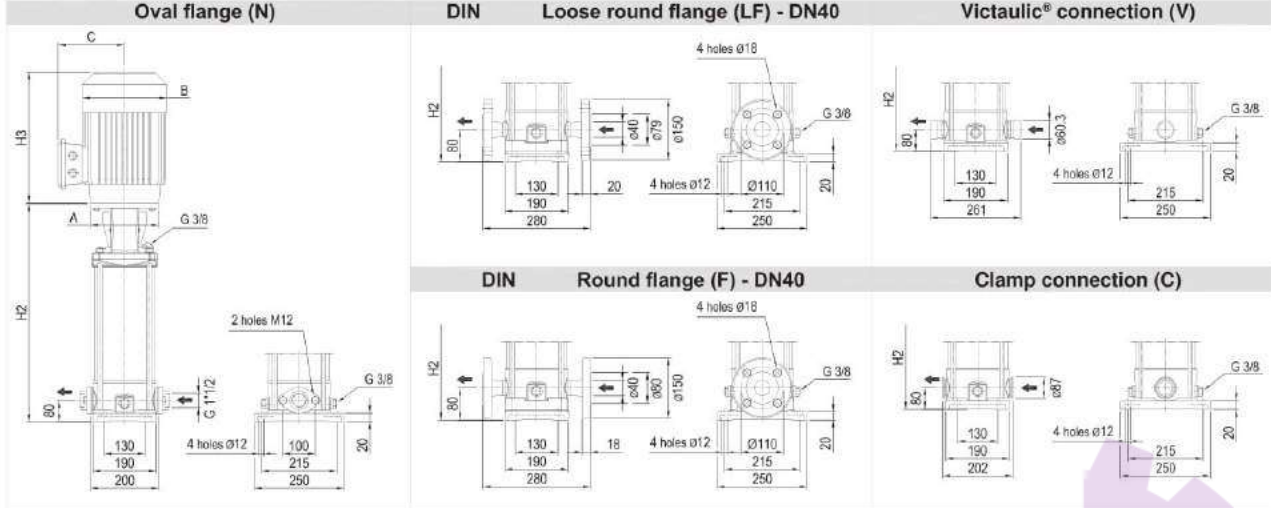 Oval flange (N)
C
B
H3
A
G 3/8
H2
2 holes M12
G 3/8
80
G 1*1/2
20
130
4 holes Ø12
100
190
215
200
250
DIN Loose round flange (LF) - DN40
4 holes Ø18
H2
G 3/8
80
ø40
ø79
ø150
20
130
20
4 holes Ø12
Ø110
190
215
280
250
Victaulic® connection (V)
H2
G 3/8
80
ø60.3
20
130
4 holes Ø12
190
215
261
250
DIN Round flange (F) - DN40
4 holes Ø18
H2
G 3/8
80
ø40
ø80
ø150
20
130
18
4 holes Ø12
Ø110
190
215
280
250
Clamp connection (C)
H2
G 3/8
80
ø87
20
130
4 holes Ø12
190
215
202
250